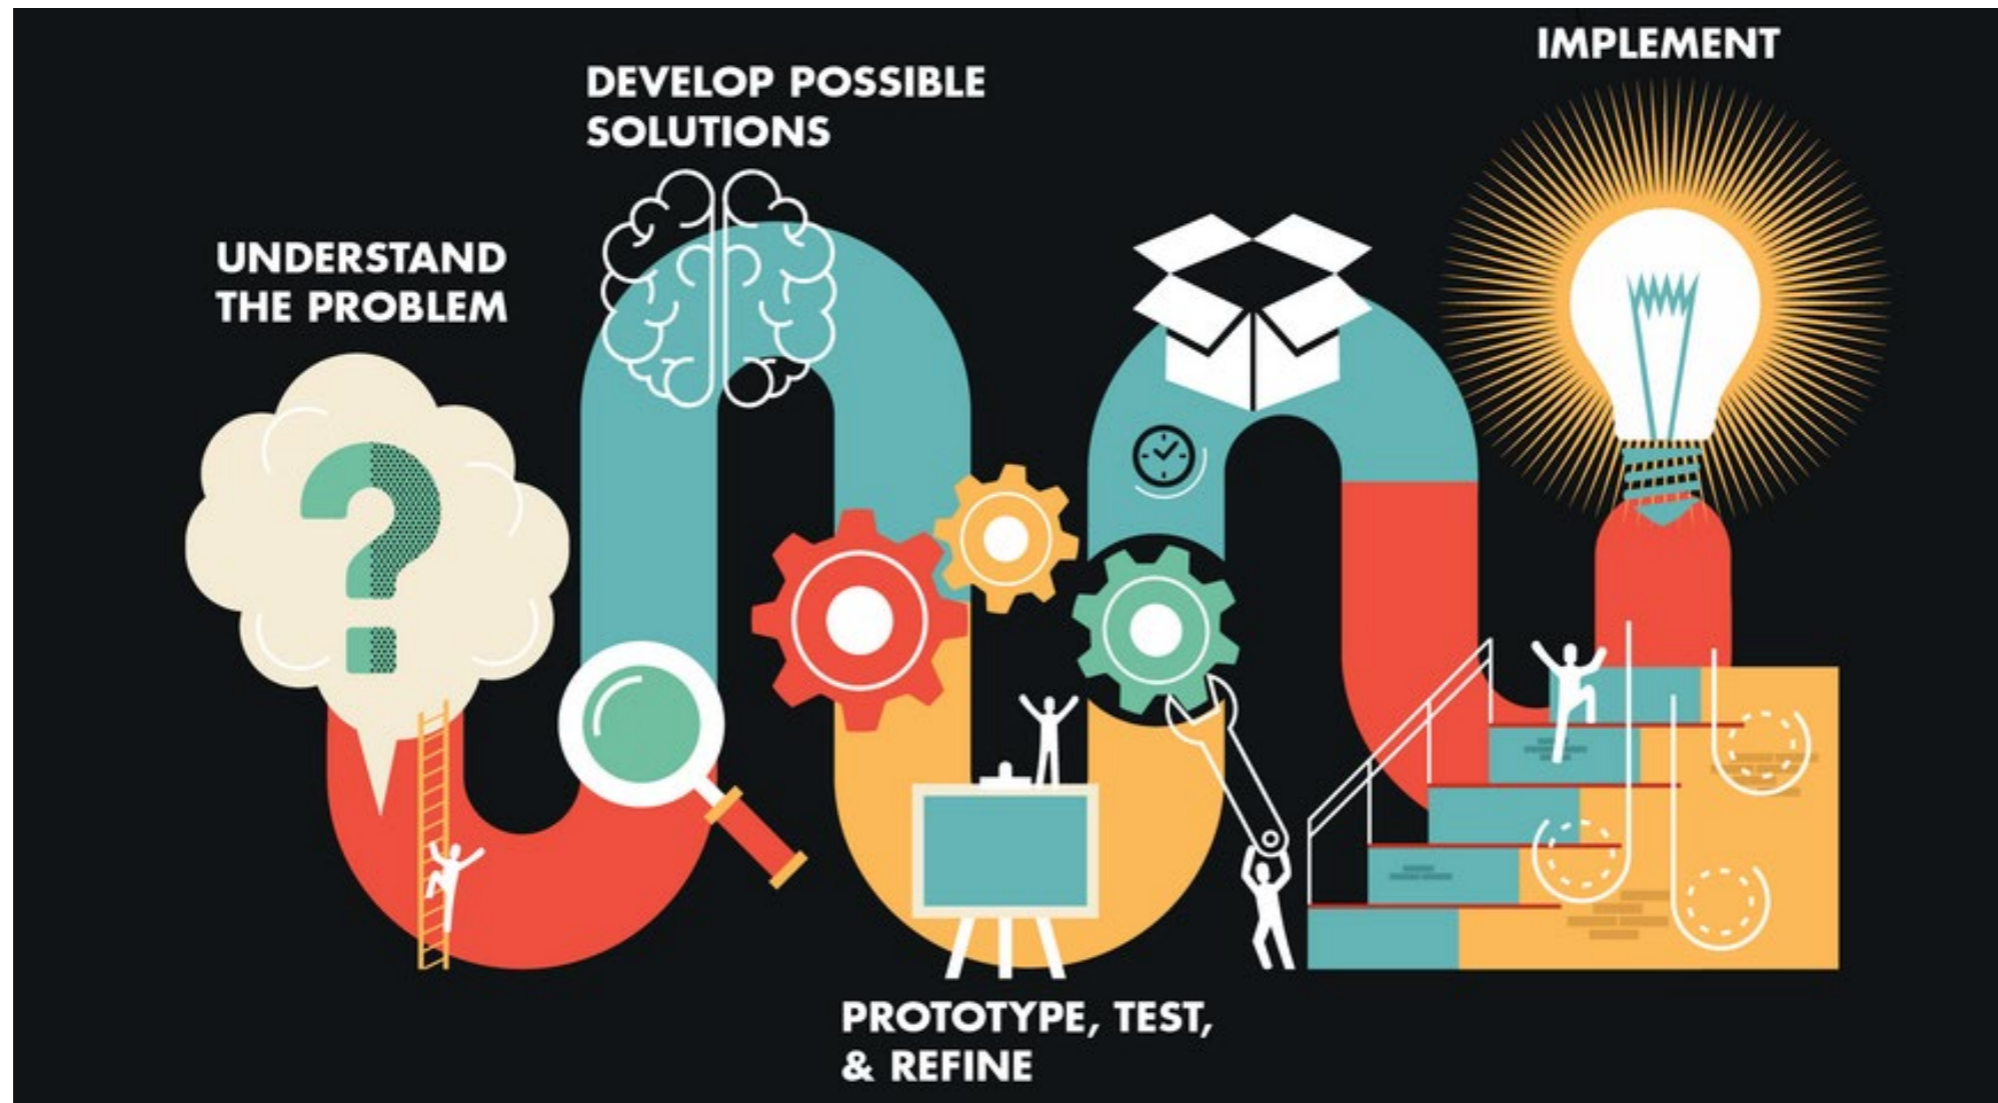 UNDERSTAND
THE PROBLEM
DEVELOP POSSIBLE
SOLUTIONS
PROTOTYPE, TEST,
& REFINE
IMPLEMENT